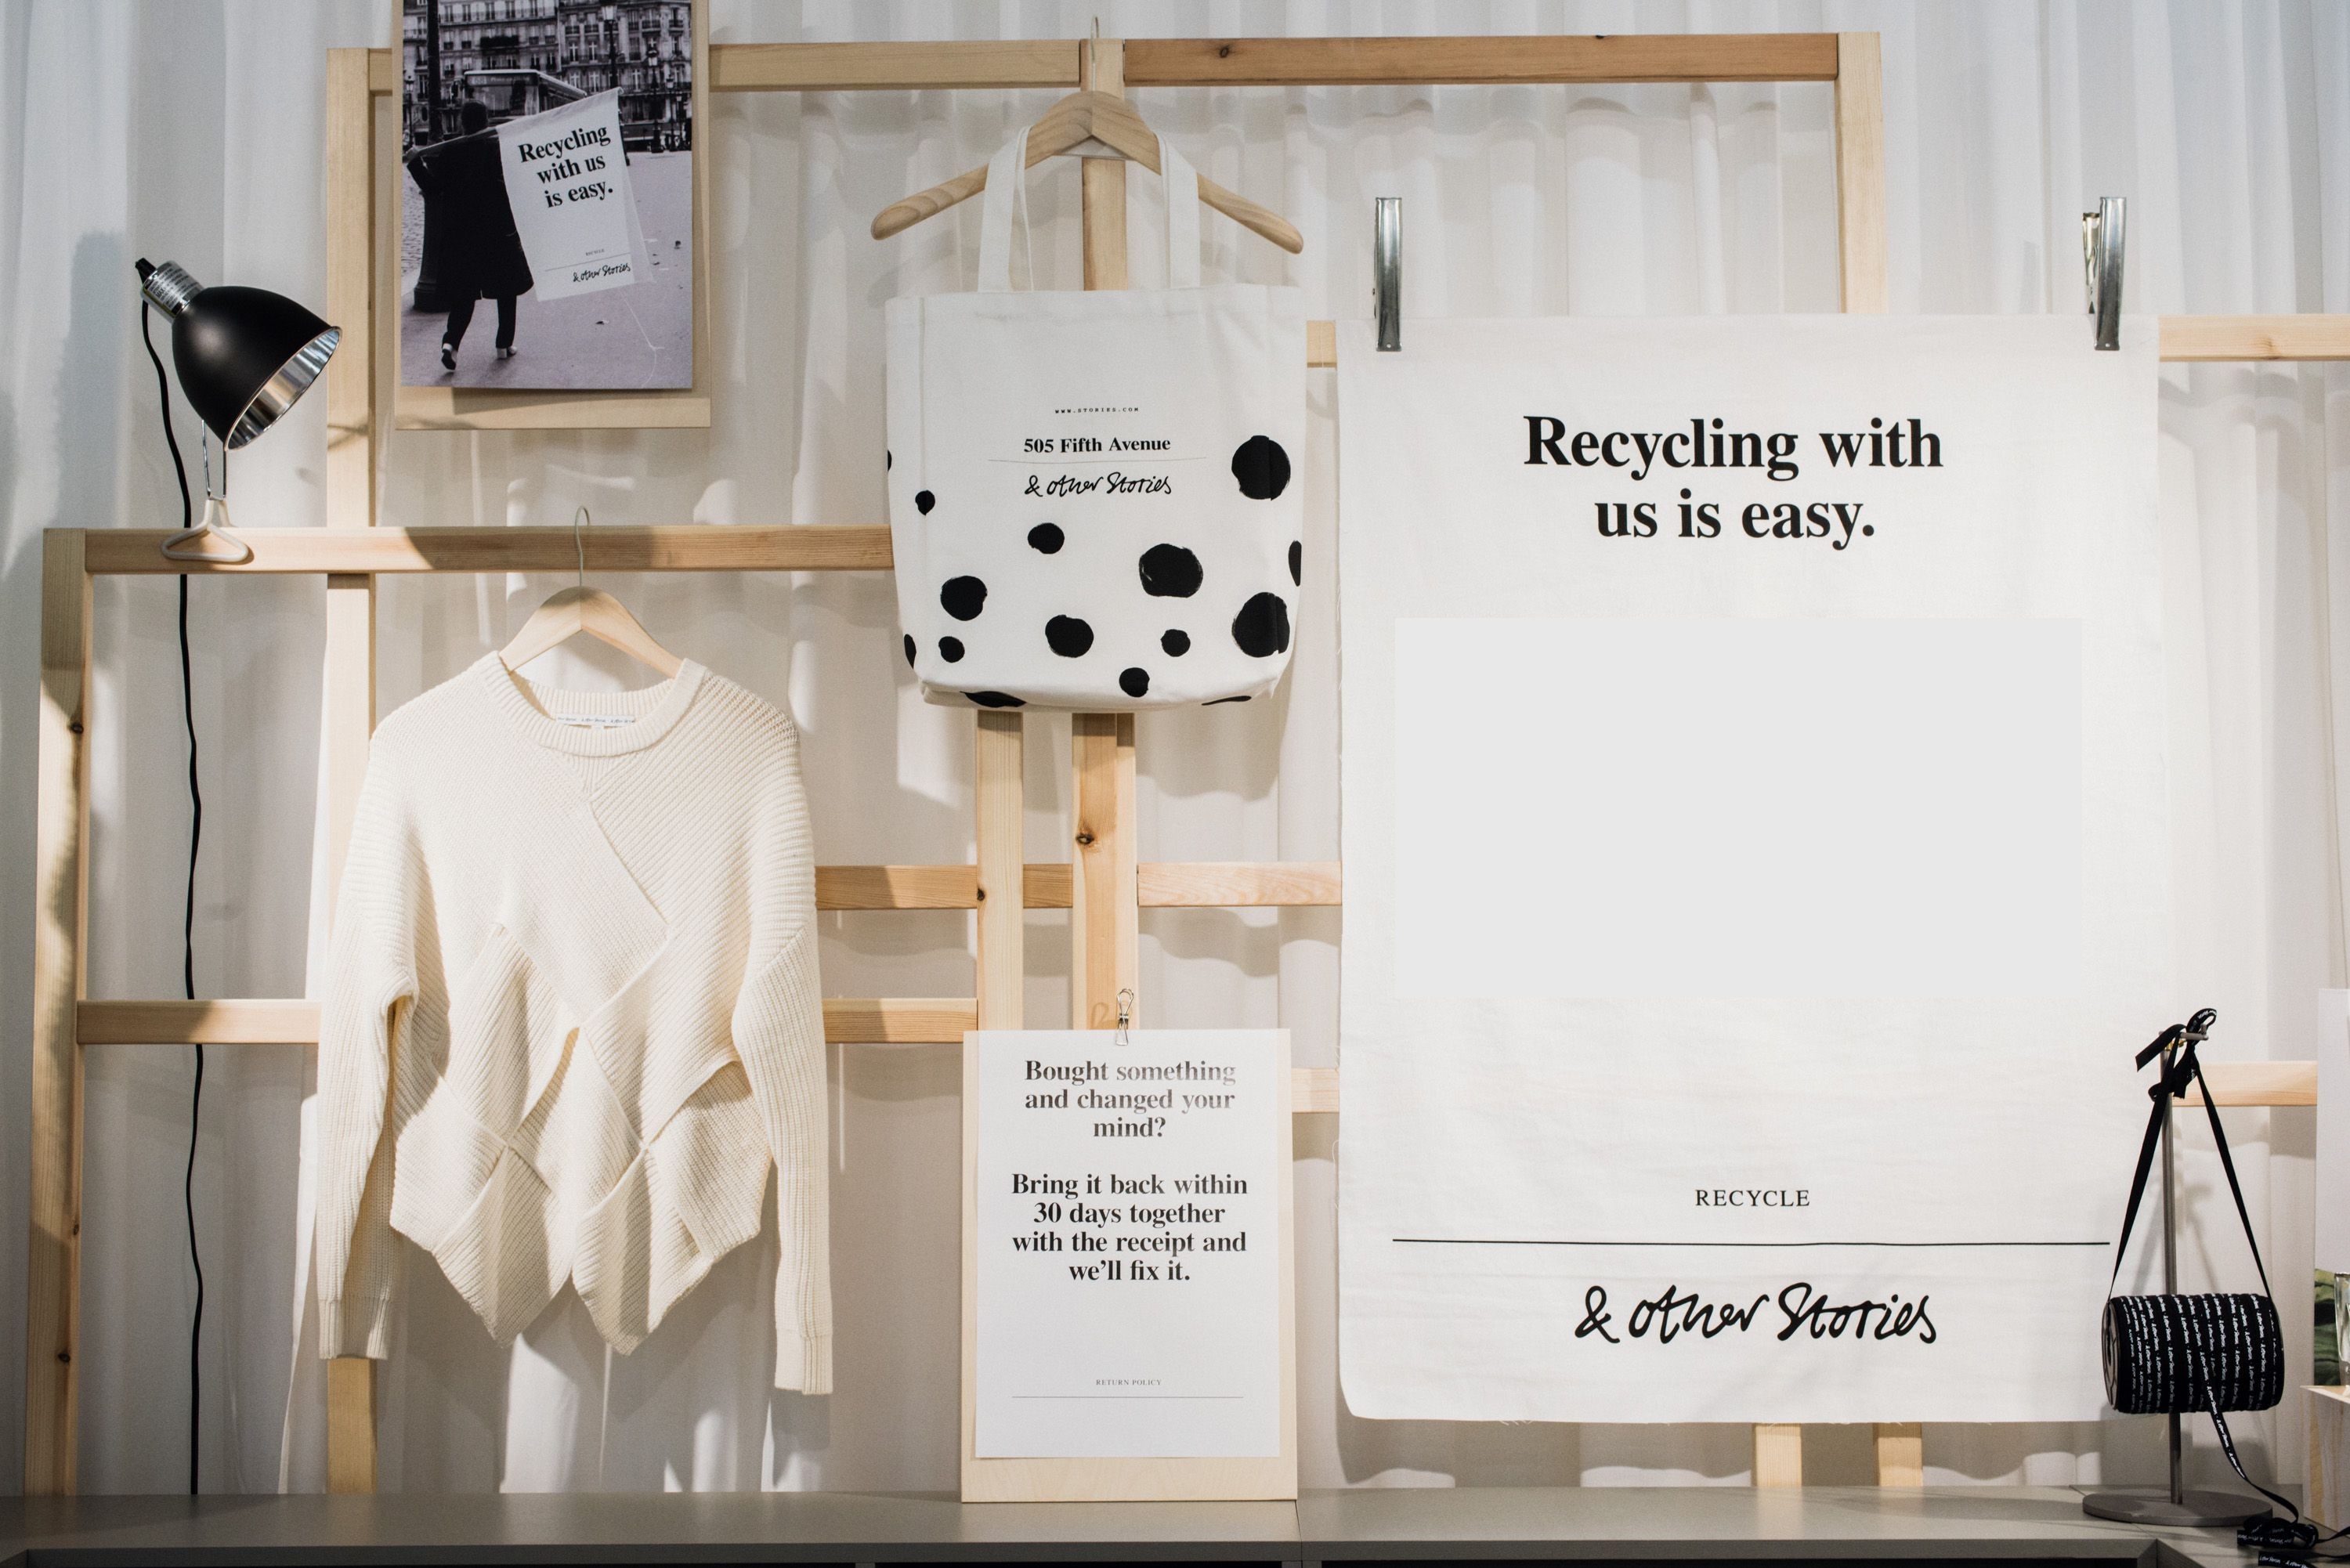 Recycling
with us
is easy.
RECYCLE
& other Stories
WWW.STORIES.COM
505 Fifth Avenue
& other Stories
Recycling with
us is easy.
RECYCLE
& other Stories
Bought something
and changed your
mind?
Bring it back within
30 days together
with the receipt and
we'll fix it.
RETURN POLICY